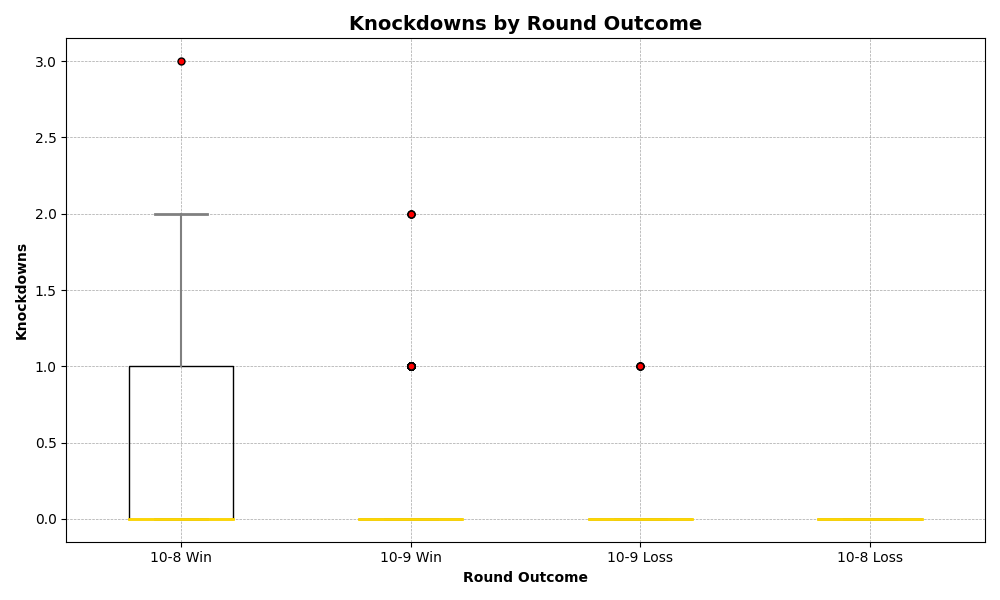 Knockdowns by Round Outcome
Knockdowns
3.0
2.5
2.0
1.5
1.0
0.5
0.0
10-8 Win
10-9 Win
10-9 Loss
10-8 Loss
Round Outcome